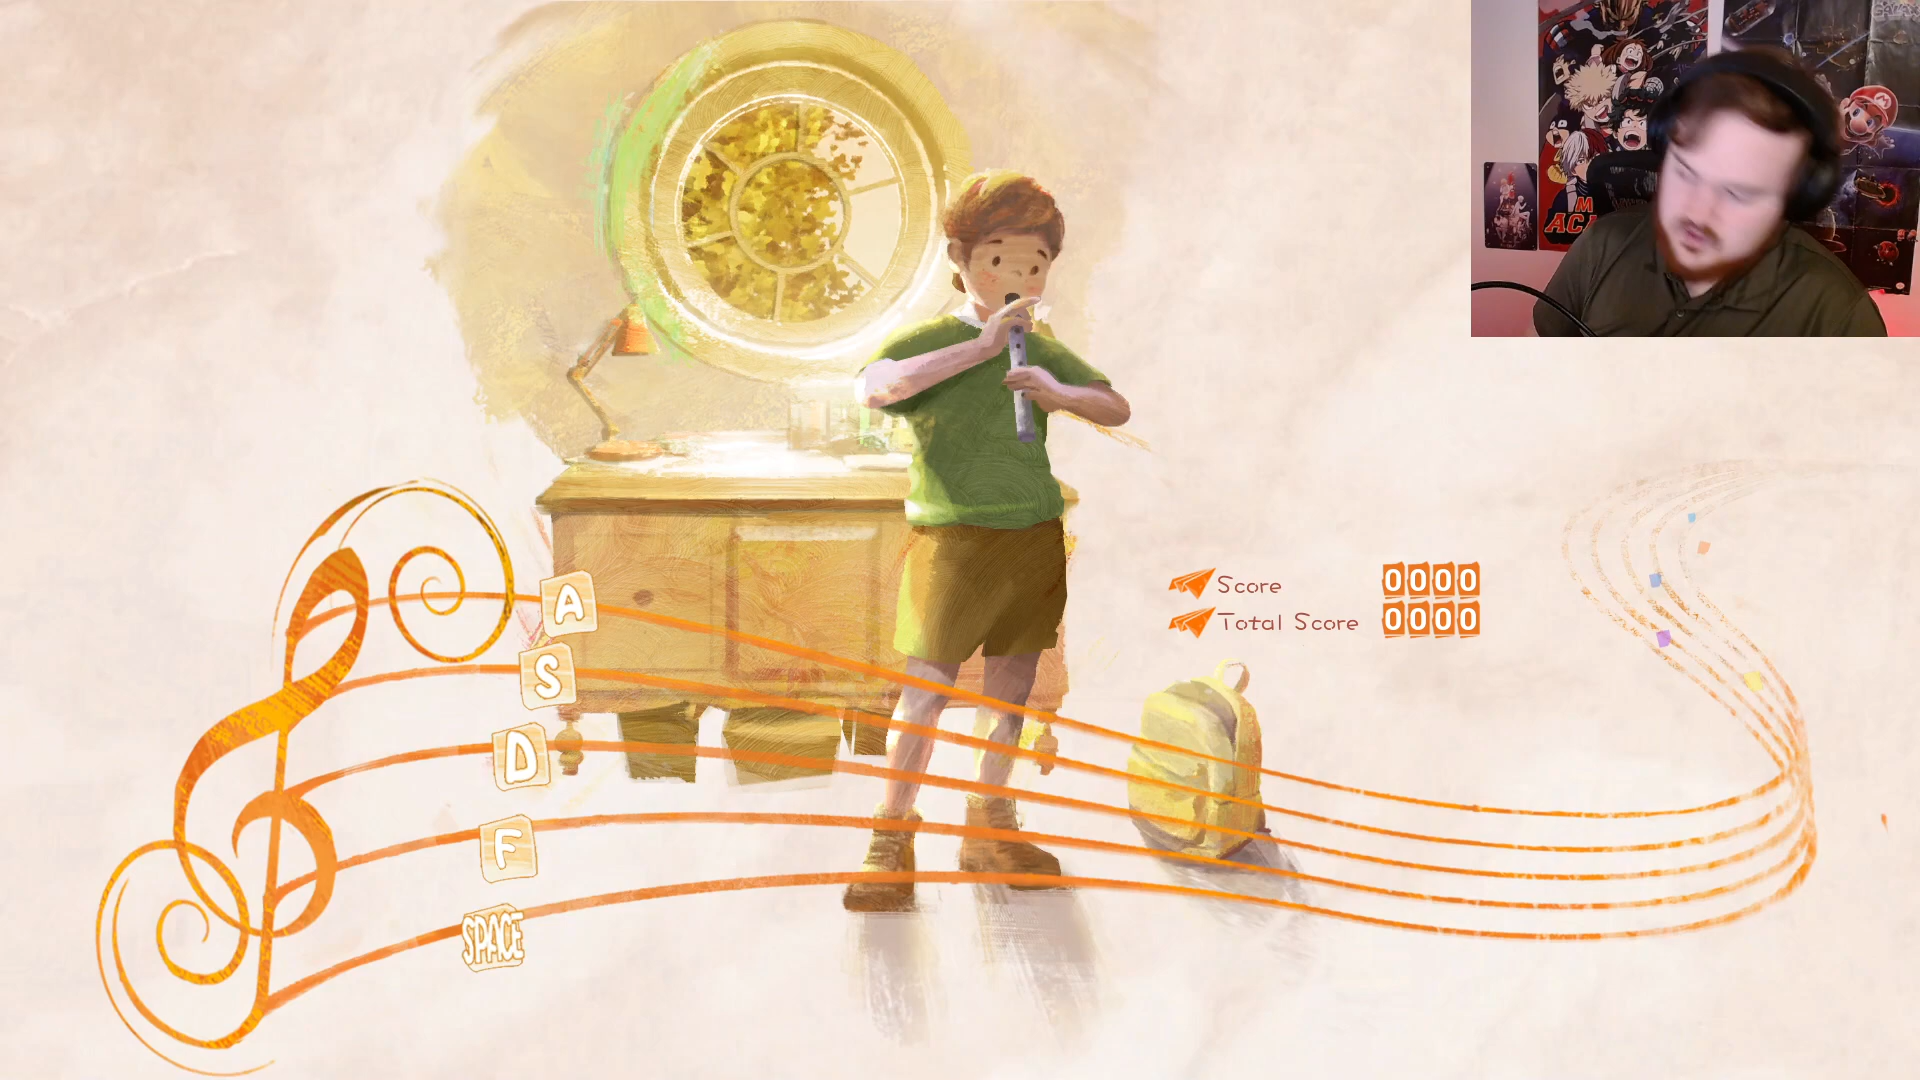 A
S
D
F
SPACE
Score 0000
Total Score 0000